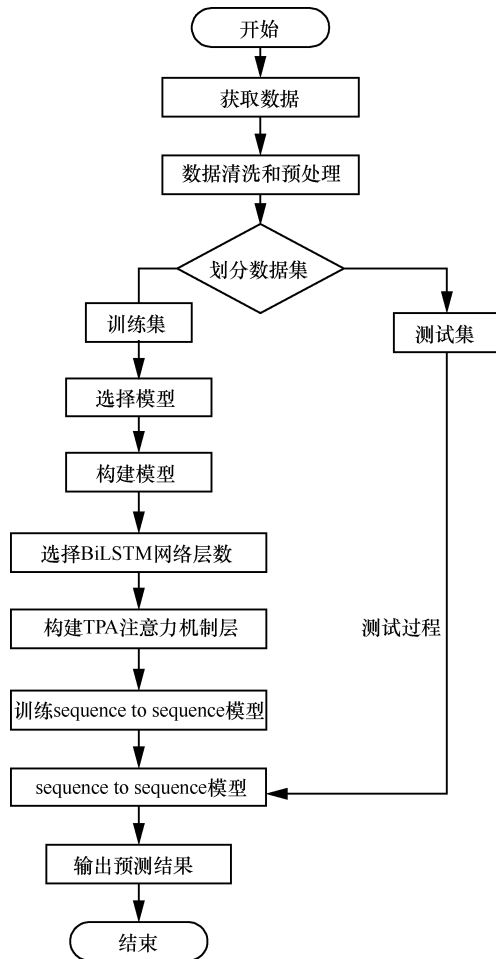 开始
获取数据
数据清洗和预处理
划分数据集
训练集
测试集
选择模型
构建模型
选择BiLSTM网络层数
构建TPA注意力机制层
测试过程
训练sequence to sequence模型
sequence to sequence模型
输出预测结果
结束